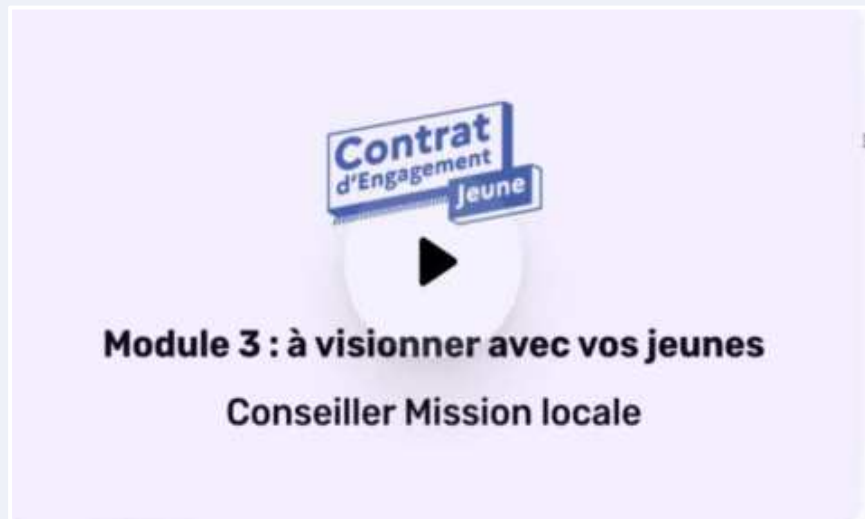 Contrat
d'Engagement
Jeune
Module 3 : à visionner avec vos jeunes
Conseiller Mission locale